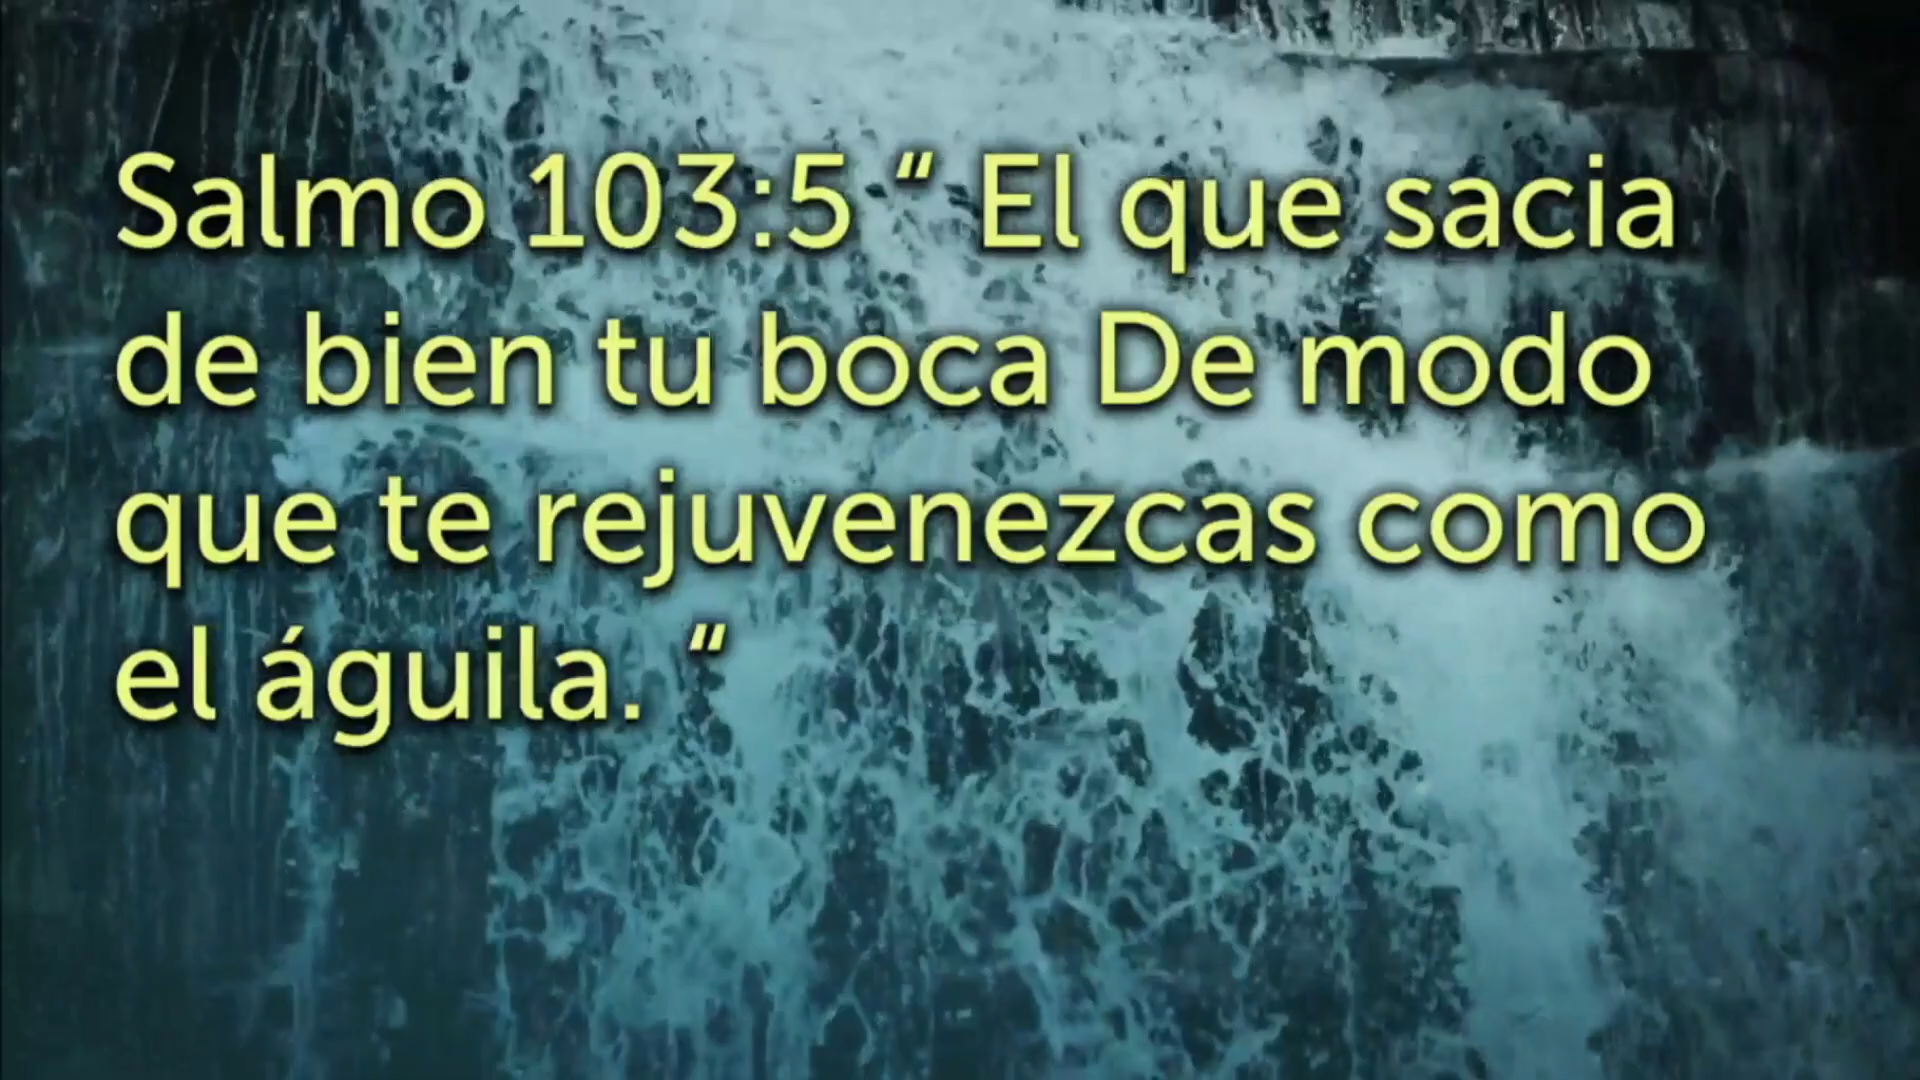 Salmo 103:5 “ El que sacia
de bien tu boca De modo
que te rejuvenezcas como
el águila. “